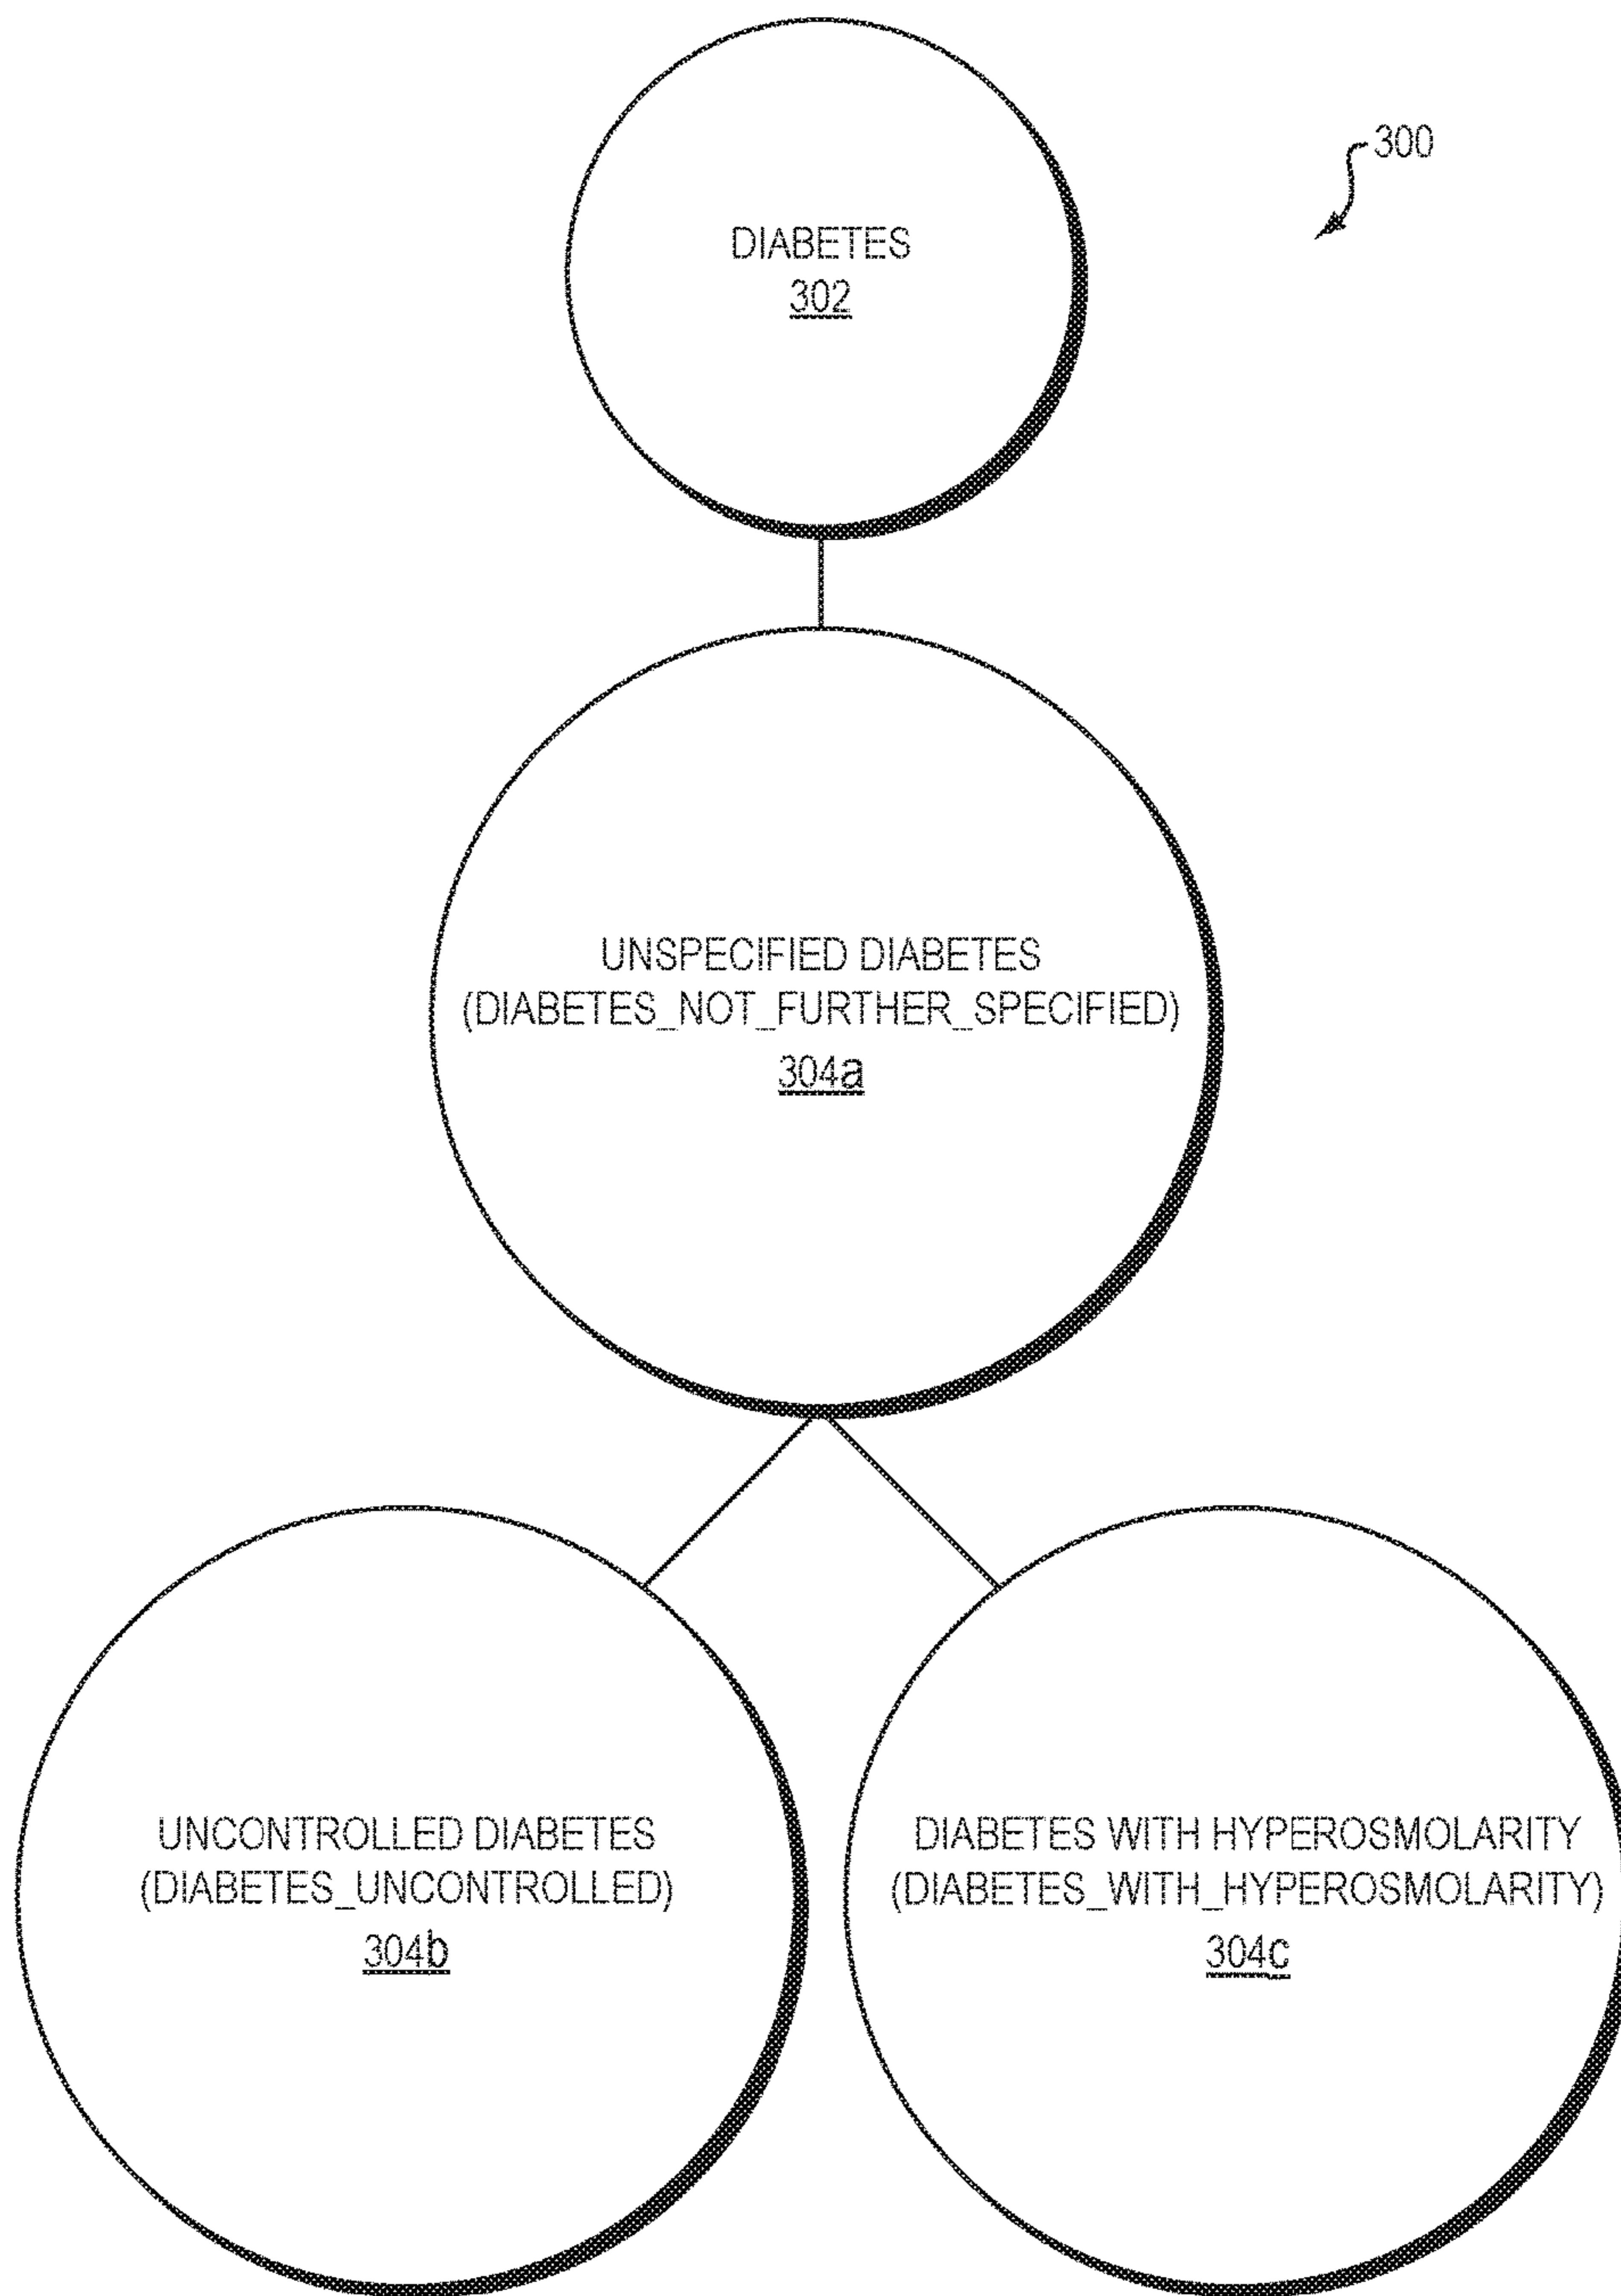 300
DIABETES
302
UNSPECIFIED DIABETES
(DIABETES_NOT_FURTHER_SPECIFIED)
304a
UNCONTROLLED DIABETES
(DIABETES_UNCONTROLLED)
304b
DIABETES WITH HYPEROSMOLARITY
(DIABETES_WITH_HYPEROSMOLARITY)
304c